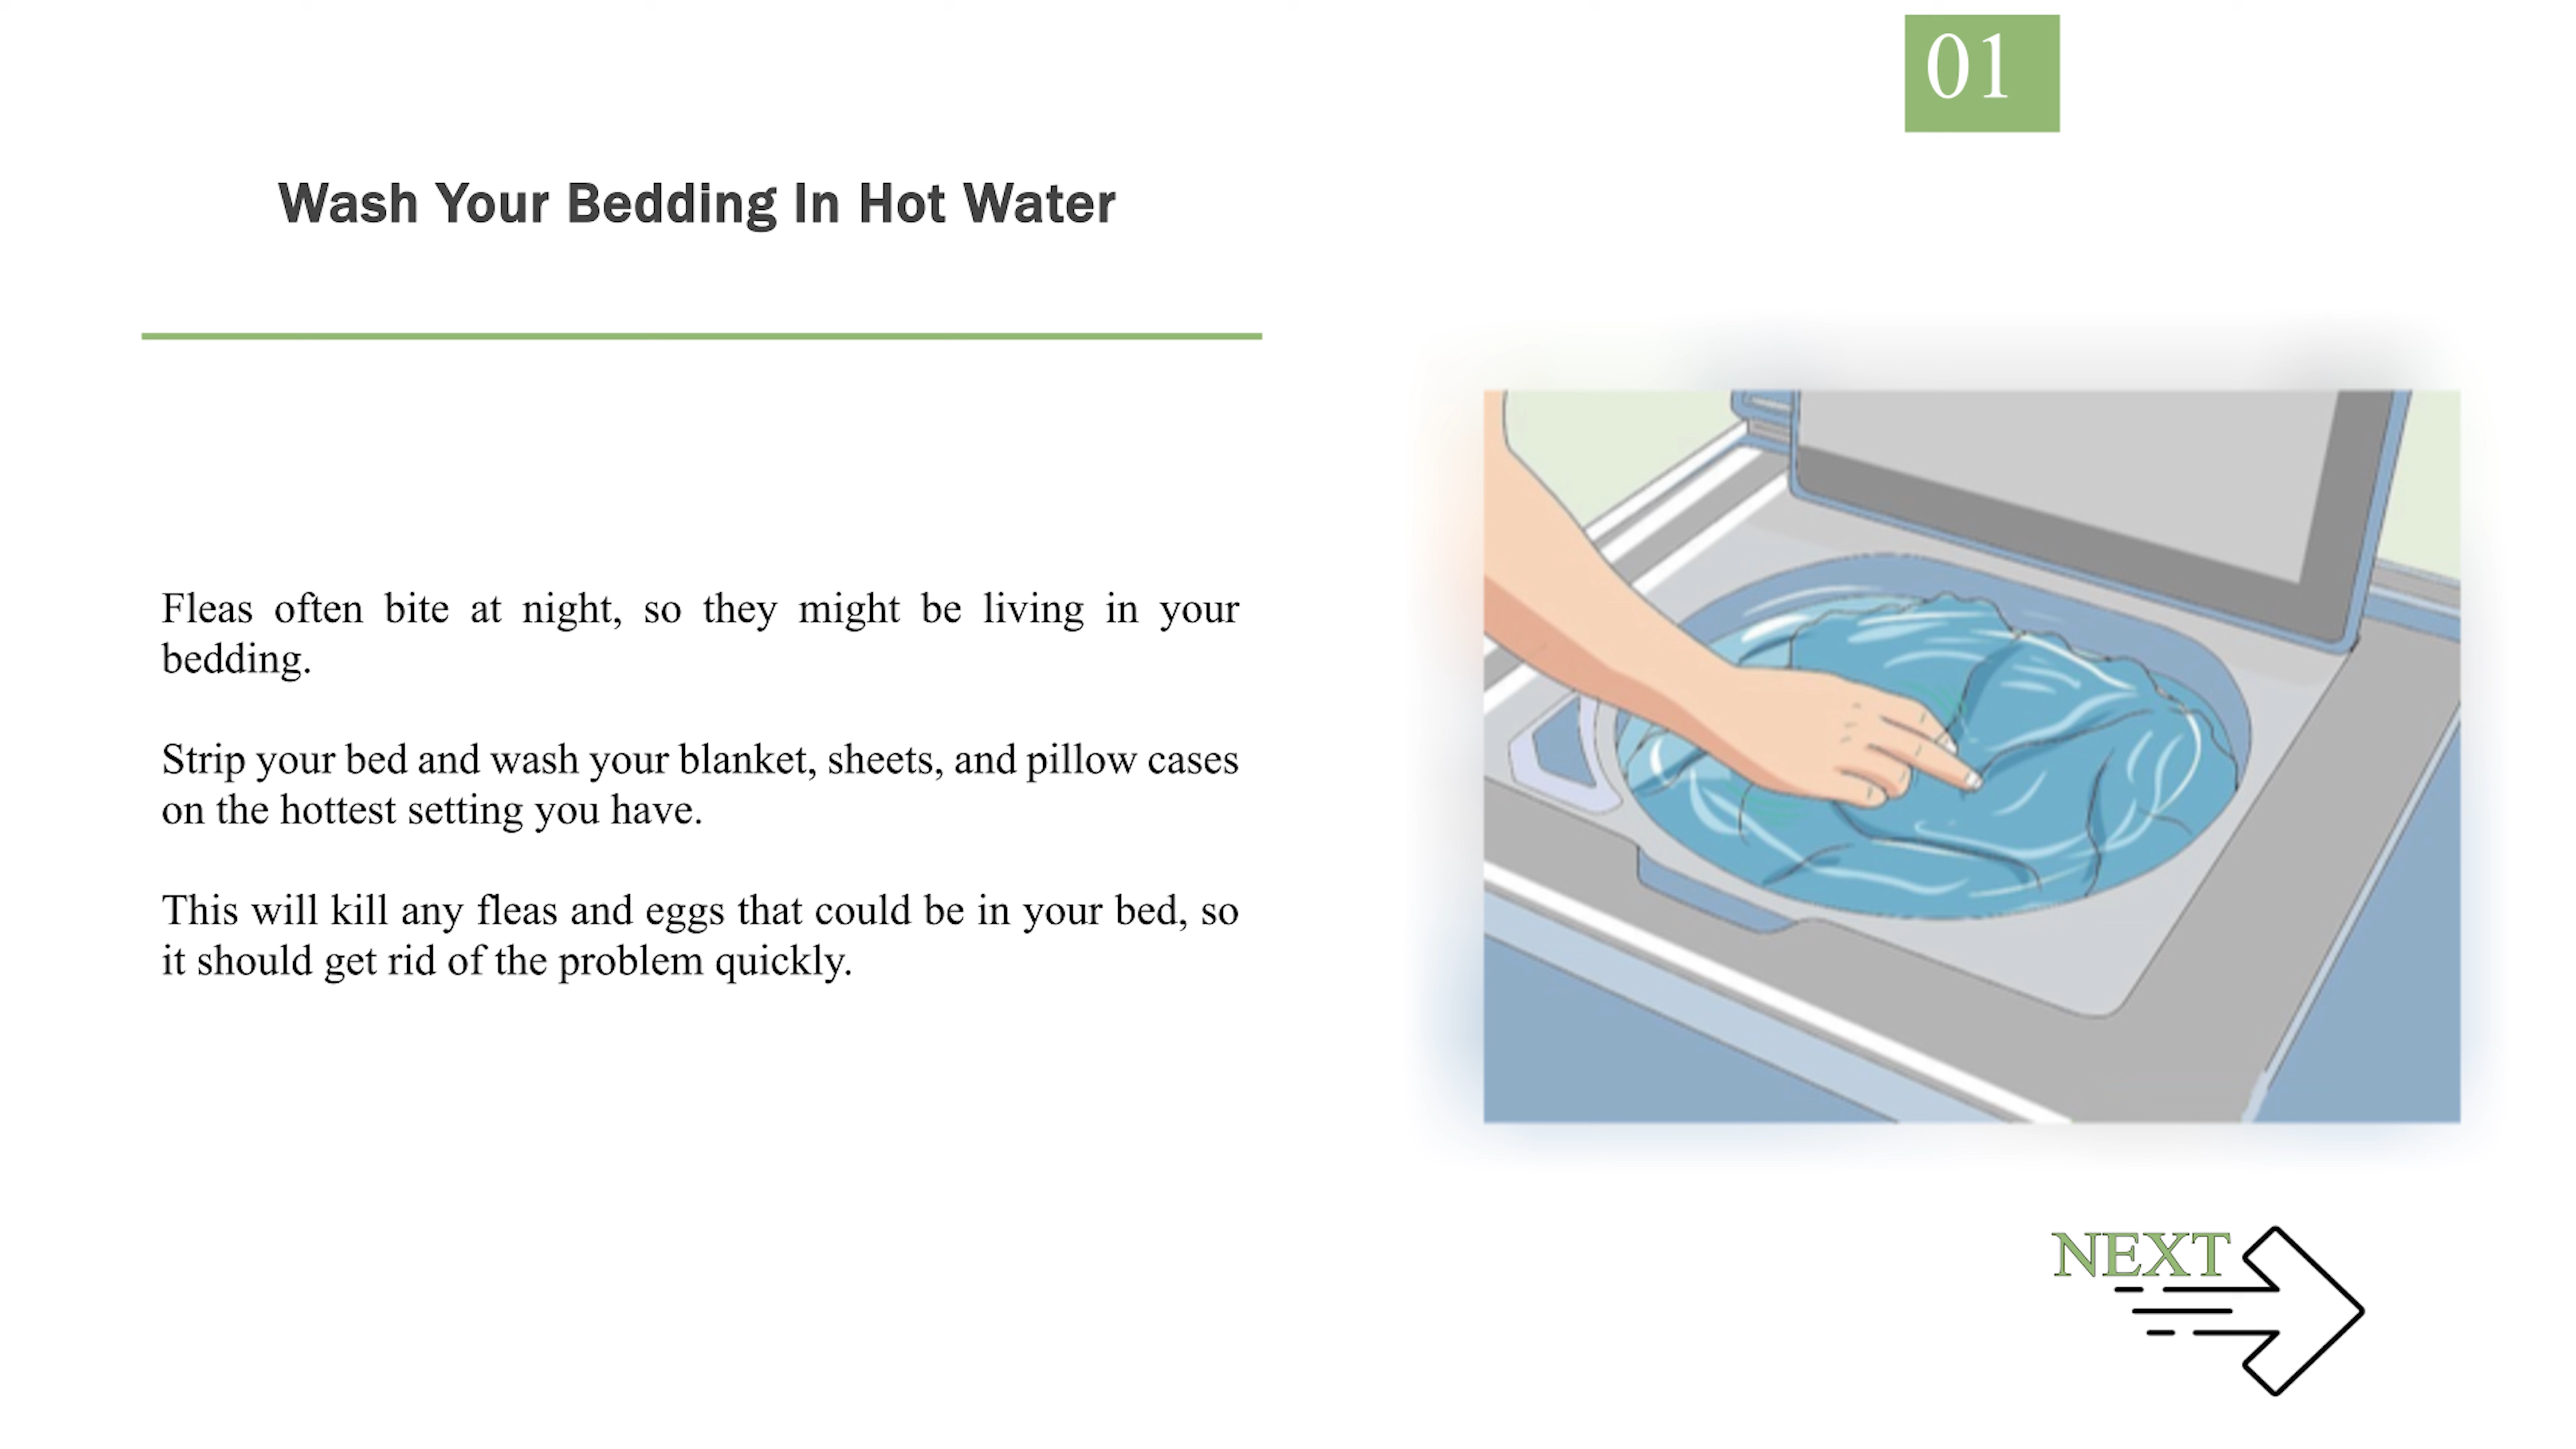 01
Wash Your Bedding In Hot Water
Fleas often bite at night, so they might be living in your
bedding.
Strip your bed and wash your blanket, sheets, and pillow cases
on the hottest setting you have.
This will kill any fleas and eggs that could be in your bed, so
it should get rid of the problem quickly.
NEXT